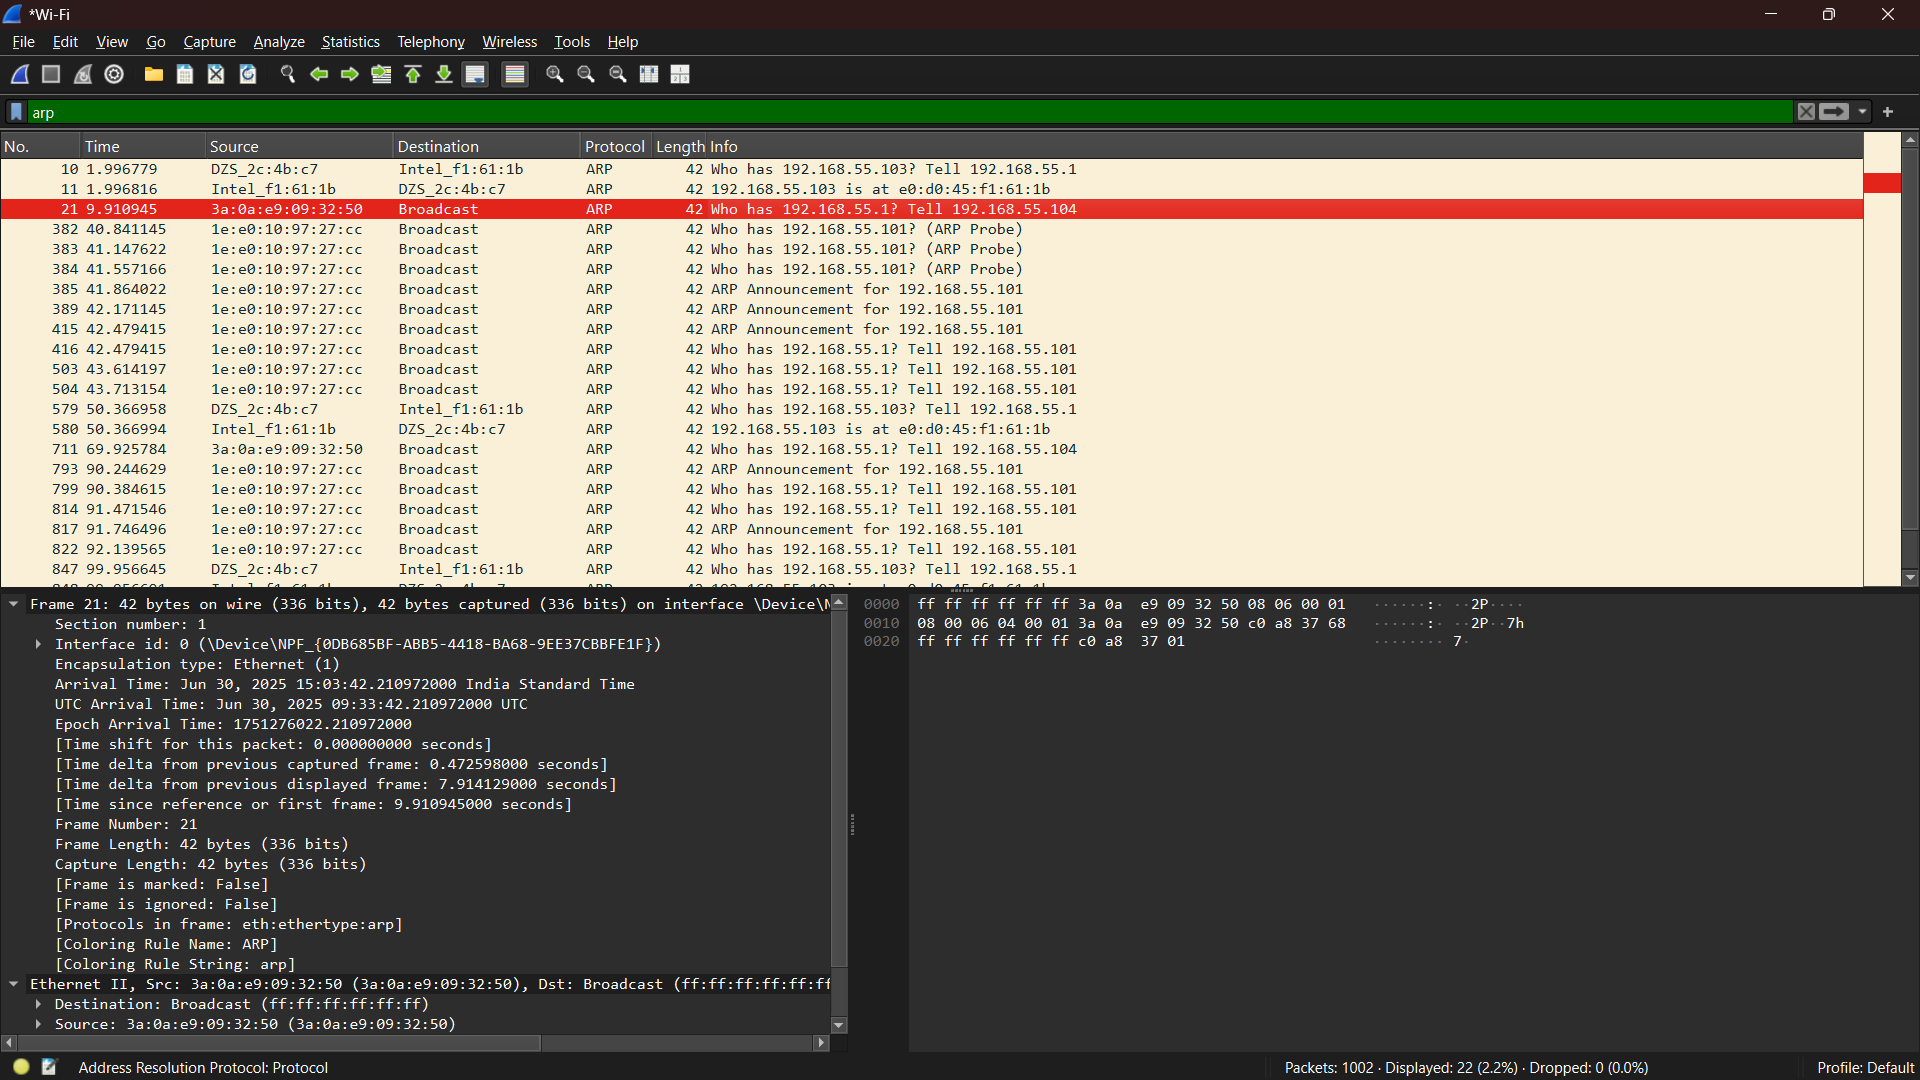 *Wi-Fi
File Edit View Go Capture Analyze Statistics Telephony Wireless Tools Help
arp
No. Time Source Destination Protocol Length Info
10 1.996779 DZS_2c:4b:c7 Intel_f1:61:1b ARP 42 Who has 192.168.55.103? Tell 192.168.55.1
11 1.996816 Intel_f1:61:1b DZS_2c:4b:c7 ARP 42 192.168.55.103 is at e0:d0:45:f1:61:1b
21 9.910945 3a:0a:e9:09:32:50 Broadcast ARP 42 Who has 192.168.55.1? Tell 192.168.55.104
382 40.841145 1e:e0:10:97:27:cc Broadcast ARP 42 Who has 192.168.55.101? (ARP Probe)
383 41.147622 1e:e0:10:97:27:cc Broadcast ARP 42 Who has 192.168.55.101? (ARP Probe)
384 41.557166 1e:e0:10:97:27:cc Broadcast ARP 42 Who has 192.168.55.101? (ARP Probe)
385 41.864022 1e:e0:10:97:27:cc Broadcast ARP 42 ARP Announcement for 192.168.55.101
389 42.171145 1e:e0:10:97:27:cc Broadcast ARP 42 ARP Announcement for 192.168.55.101
415 42.479415 1e:e0:10:97:27:cc Broadcast ARP 42 ARP Announcement for 192.168.55.101
416 42.479415 1e:e0:10:97:27:cc Broadcast ARP 42 Who has 192.168.55.1? Tell 192.168.55.101
503 43.614197 1e:e0:10:97:27:cc Broadcast ARP 42 Who has 192.168.55.1? Tell 192.168.55.101
504 43.713154 1e:e0:10:97:27:cc Broadcast ARP 42 Who has 192.168.55.1? Tell 192.168.55.101
579 50.366958 DZS_2c:4b:c7 Intel_f1:61:1b ARP 42 Who has 192.168.55.103? Tell 192.168.55.1
580 50.366994 Intel_f1:61:1b DZS_2c:4b:c7 ARP 42 192.168.55.103 is at e0:d0:45:f1:61:1b
711 69.925784 3a:0a:e9:09:32:50 Broadcast ARP 42 Who has 192.168.55.1? Tell 192.168.55.104
793 90.244629 1e:e0:10:97:27:cc Broadcast ARP 42 ARP Announcement for 192.168.55.101
799 90.384615 1e:e0:10:97:27:cc Broadcast ARP 42 Who has 192.168.55.1? Tell 192.168.55.101
814 91.471546 1e:e0:10:97:27:cc Broadcast ARP 42 Who has 192.168.55.1? Tell 192.168.55.101
817 91.746496 1e:e0:10:97:27:cc Broadcast ARP 42 ARP Announcement for 192.168.55.101
822 92.139565 1e:e0:10:97:27:cc Broadcast ARP 42 Who has 192.168.55.1? Tell 192.168.55.101
847 99.956645 DZS_2c:4b:c7 Intel_f1:61:1b ARP 42 Who has 192.168.55.103? Tell 192.168.55.1
Frame 21: 42 bytes on wire (336 bits), 42 bytes captured (336 bits) on interface \Device\N
Section number: 1
Interface id: 0 (\Device\NPF_{0DB685BF-ABB5-4418-BA68-9EE37CBBFE1F})
Encapsulation type: Ethernet (1)
Arrival Time: Jun 30, 2025 15:03:42.210972000 India Standard Time
UTC Arrival Time: Jun 30, 2025 09:33:42.210972000 UTC
Epoch Arrival Time: 1751276022.210972000
[Time shift for this packet: 0.000000000 seconds]
[Time delta from previous captured frame: 0.472598000 seconds]
[Time delta from previous displayed frame: 7.914129000 seconds]
[Time since reference or first frame: 9.910945000 seconds]
Frame Number: 21
Frame Length: 42 bytes (336 bits)
Capture Length: 42 bytes (336 bits)
[Frame is marked: False]
[Frame is ignored: False]
[Protocols in frame: eth:ethertype:arp]
[Coloring Rule Name: ARP]
[Coloring Rule String: arp]
Ethernet II, Src: 3a:0a:e9:09:32:50 (3a:0a:e9:09:32:50), Dst: Broadcast (ff:ff:ff:ff:ff:ff
Destination: Broadcast (ff:ff:ff:ff:ff:ff)
Source: 3a:0a:e9:09:32:50 (3a:0a:e9:09:32:50)
0000 ff ff ff ff ff ff 3a 0a e9 09 32 50 08 06 00 01 ······:· ··2P····
0010 08 00 06 04 00 01 3a 0a e9 09 32 50 c0 a8 37 68 ······:· ··2P··7h
0020 ff ff ff ff ff ff c0 a8 37 01 ········ 7·
Address Resolution Protocol: Protocol
Packets: 1002 · Displayed: 22 (2.2%) · Dropped: 0 (0.0%)
Profile: Default